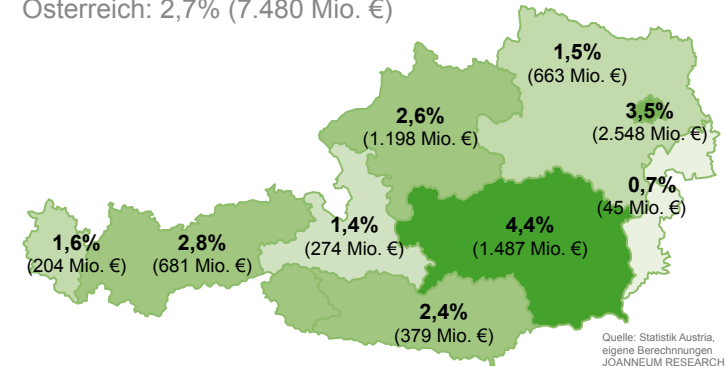 Österreich: 2,7% (7.480 Mio. €)
1,5%
(663 Mio. €)
3,5%
(2.548 Mio. €)
2,6%
(1.198 Mio. €)
0,7%
(45 Mio. €)
1,6%
(204 Mio. €)
2,8%
(681 Mio. €)
1,4%
(274 Mio. €)
4,4%
(1.487 Mio. €)
2,4%
(379 Mio. €)
Quelle: Statistik Austria,
eigene Berechnnungen
JOANNEUM RESEARCH